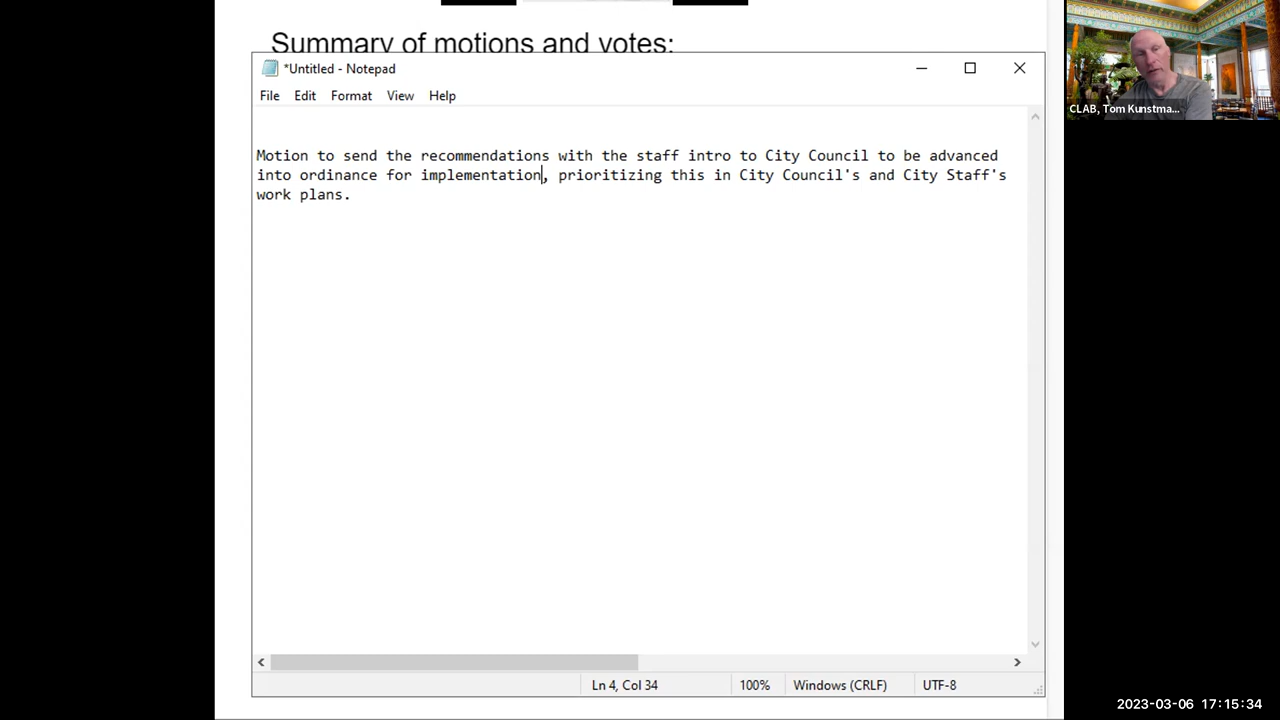 Summary of motions and votes:
*Untitled - Notepad
File Edit Format View Help
Motion to send the recommendations with the staff intro to City Council to be advanced
into ordinance for implementation, prioritizing this in City Council's and City Staff's
work plans.
Ln 4, Col 34
100%
Windows (CRLF)
UTF-8
CLAB, Tom Kunstma...
2023-03-06 17:15:34